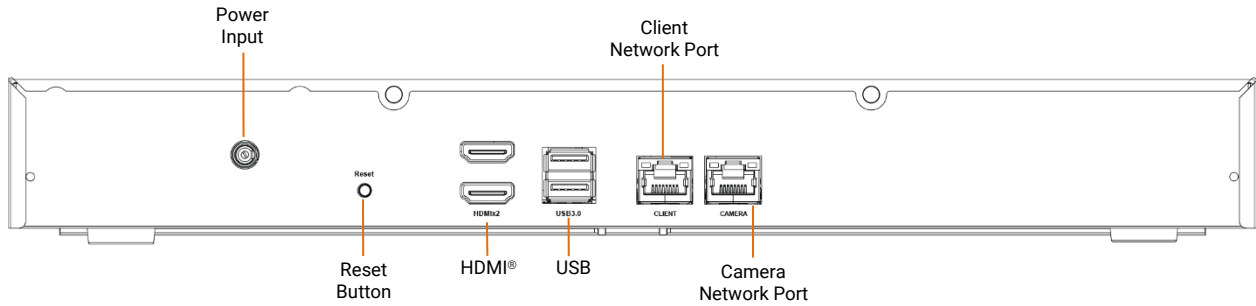 Power
Input
Client
Network Port
Reset
HDMIx2
USB3.0
CLIENT
CAMERA
Reset
Button
HDMI®
USB
Camera
Network Port